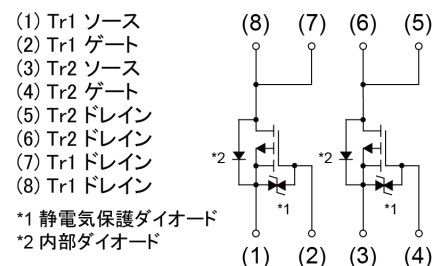 (1) Tr1 ソース
(2) Tr1 ゲート
(3) Tr2 ソース
(4) Tr2 ゲート
(5) Tr2 ドレイン
(6) Tr2 ドレイン
(7) Tr1 ドレイン
(8) Tr1 ドレイン
*1 静電気保護ダイオード
*2 内部ダイオード
(8) (7) (6) (5)
*2 *2
*1 *1
(1) (2) (3) (4)